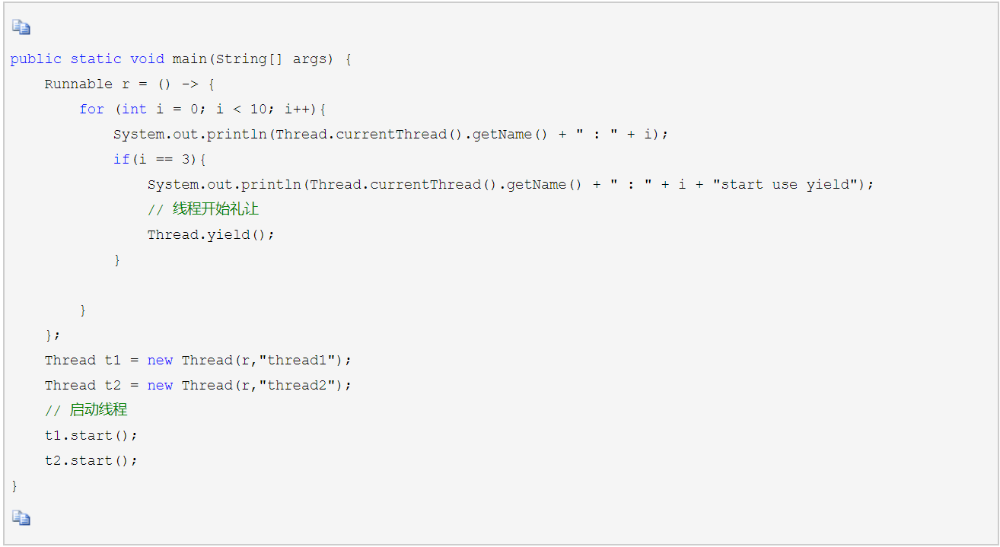 public static void main(String[] args) {
    Runnable r = () -> {
        for (int i = 0; i < 10; i++){
            System.out.println(Thread.currentThread().getName() + " : " + i);
            if(i == 3){
                System.out.println(Thread.currentThread().getName() + " : " + i + "start use yield");
                // 线程开始礼让
                Thread.yield();
            }
        }
    };
    Thread t1 = new Thread(r,"thread1");
    Thread t2 = new Thread(r,"thread2");
    // 启动线程
    t1.start();
    t2.start();
}